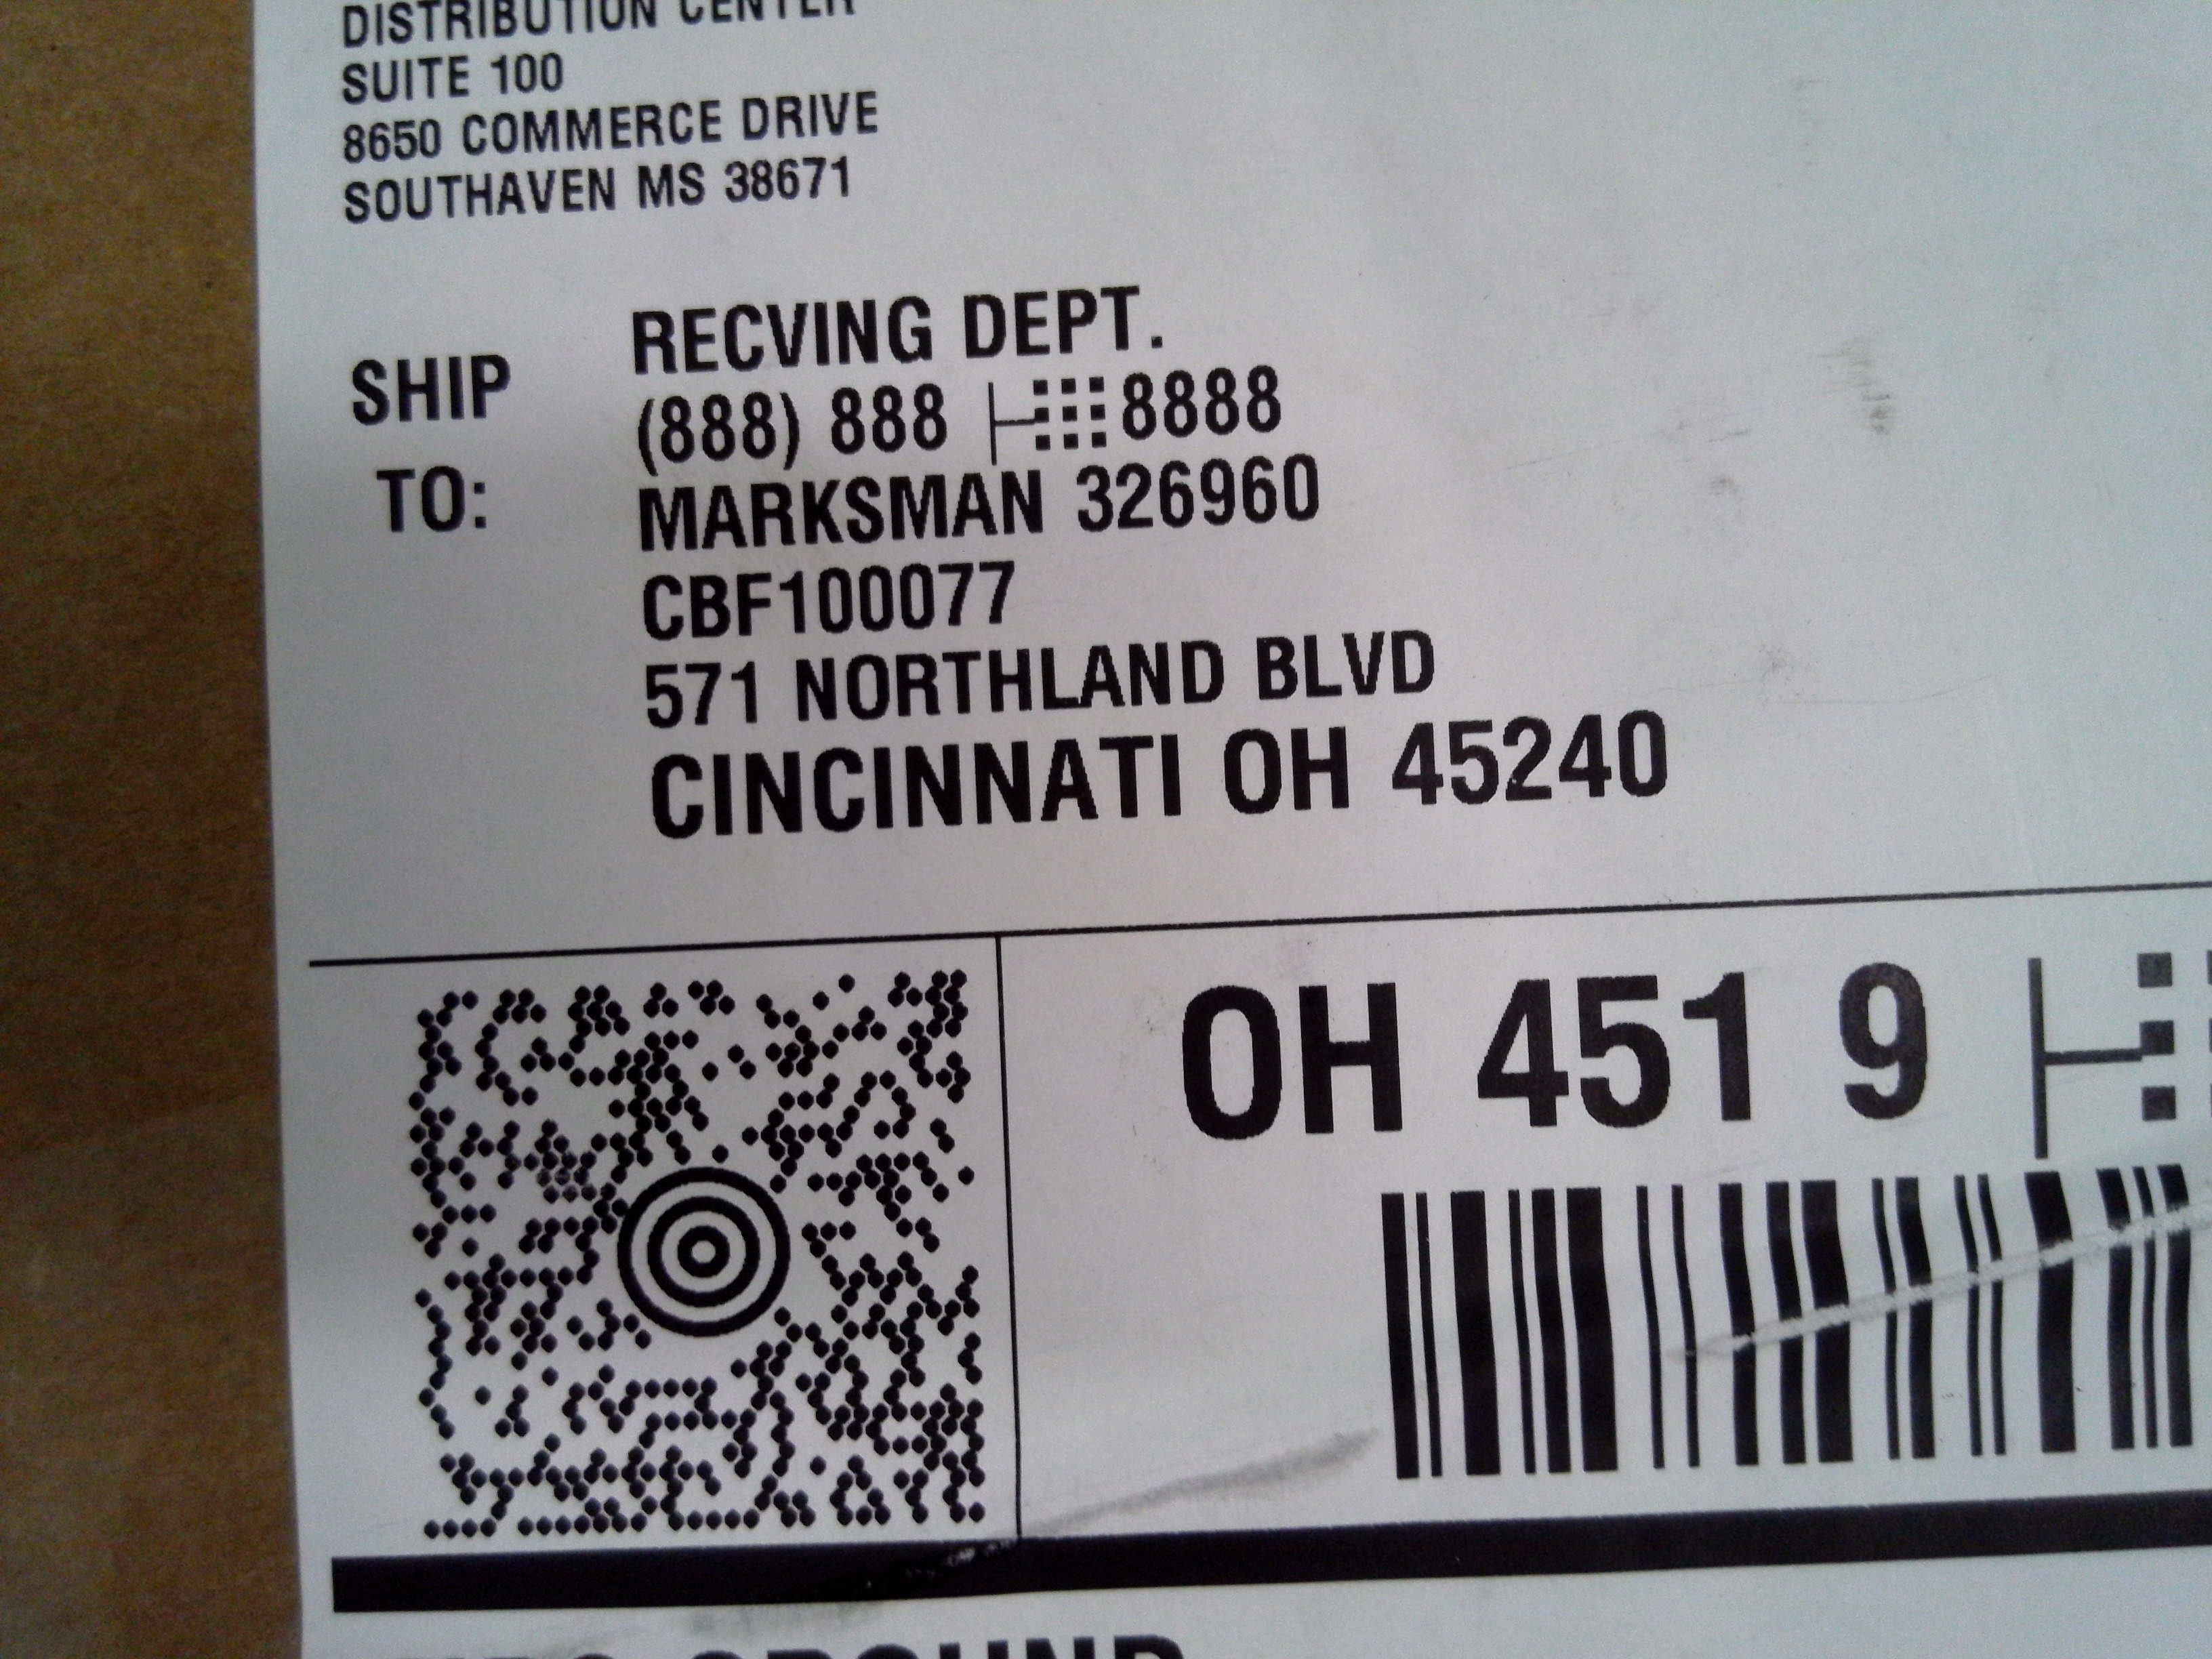 DISTRIBUTION CENTER
SUITE 100
8650 COMMERCE DRIVE
SOUTHAVEN MS 38671
SHIP TO:
RECVING DEPT.
(888) 888 8888
MARKSMAN 326960
CBF100077
571 NORTHLAND BLVD
CINCINNATI OH 45240
OH 451 9
GROUND